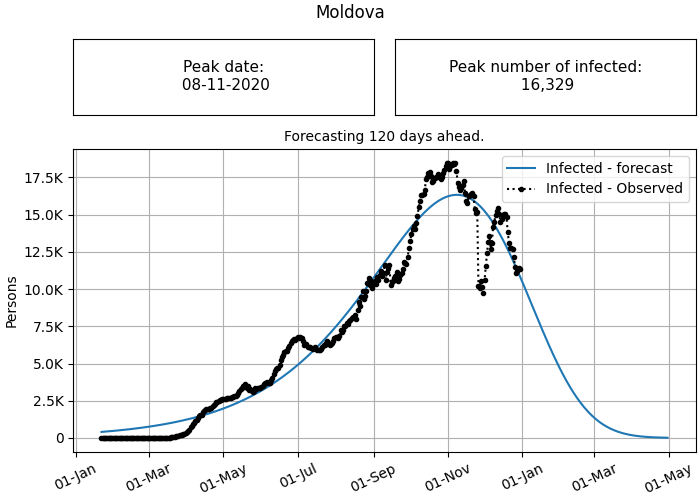 Moldova
Peak date:
08-11-2020
Peak number of infected:
16,329
Forecasting 120 days ahead.
Infected - forecast
Infected - Observed
Persons
17.5K
15.0K
12.5K
10.0K
7.5K
5.0K
2.5K
0
01-Jan
01-Mar
01-May
01-Jul
01-Sep
01-Nov
01-Jan
01-Mar
01-May